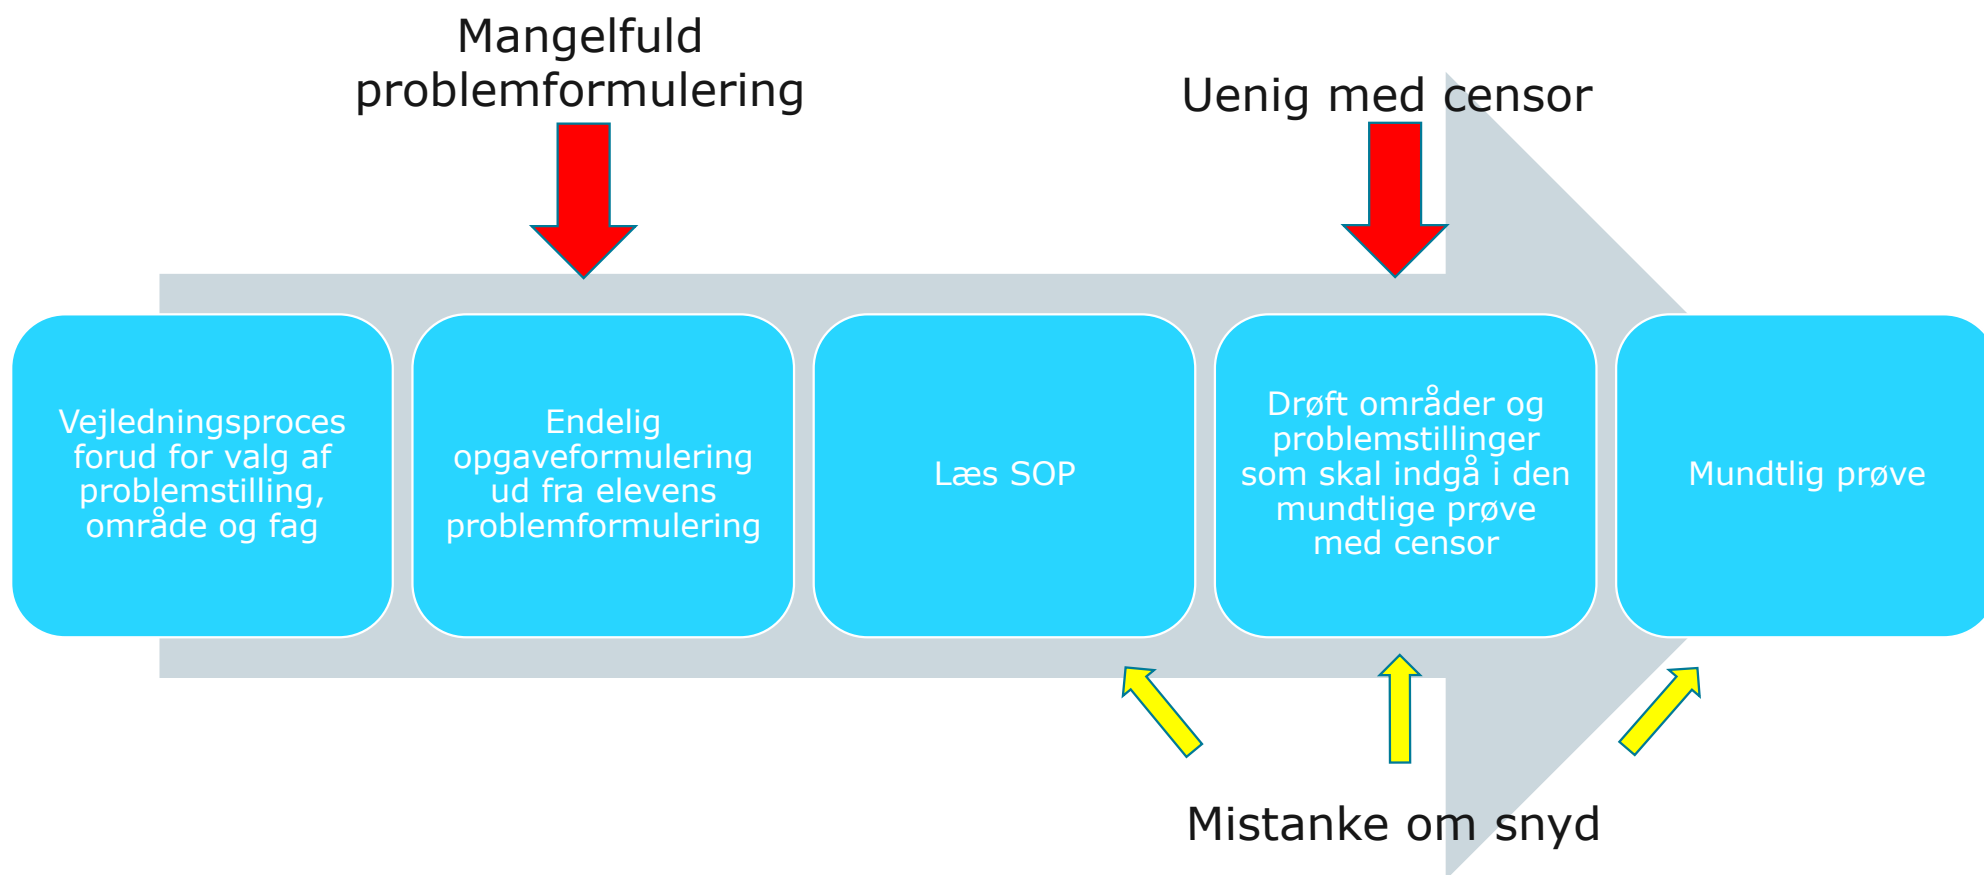 Mangelfuld
problemformulering
Uenig med censor
Vejledningsproces
forud for valg af
problemstilling,
område og fag
Endelig
opgaveformulering
ud fra elevens
problemformulering
Læs SOP
Drøft områder og
problemstillinger
som skal indgå i den
mundtlige prøve
med censor
Mundtlig prøve
Mistanke om snyd